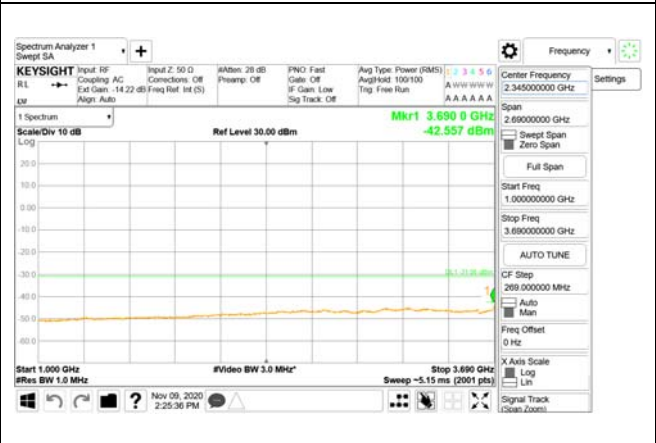 Spectrum Analyzer 1
Swept SA
Frequency
Settings
KEYSIGHT
RL
Input: RF
Coupling: AC
Ext Gain: -14.22 dB
Align: Auto
Input Z: 50 Ω
Corrections: Off
Freq Ref: Int (S)
#Atten: 28 dB
Preamp: Off
PNO: Fast
Gate: Off
IF Gain: Low
Sig Track: Off
Avg Type: Power (RMS)
Avg|Hold: 100/100
Trig: Free Run
1 2 3 4 5 6
A W W W W W
A A A A A A
1 Spectrum
Scale/Div 10 dB
Log
Ref Level 30.00 dBm
Mkr1 3.690 0 GHz
-42.557 dBm
20.0
10.0
0.00
-10.0
-20.0
-30.0
-40.0
-50.0
-60.0
1
Start 1.000 GHz
#Res BW 1.0 MHz
#Video BW 3.0 MHz*
Stop 3.690 GHz
Sweep ~5.15 ms (2001 pts)
Nov 09, 2020
2:25:36 PM
Center Frequency
2.345000000 GHz
Span
2.69000000 GHz
Swept Span
Zero Span
Full Span
Start Freq
1.000000000 GHz
Stop Freq
3.690000000 GHz
AUTO TUNE
CF Step
269.000000 MHz
Auto
Man
Freq Offset
0 Hz
X Axis Scale
Log
Lin
Signal Track
(Span Zoom)